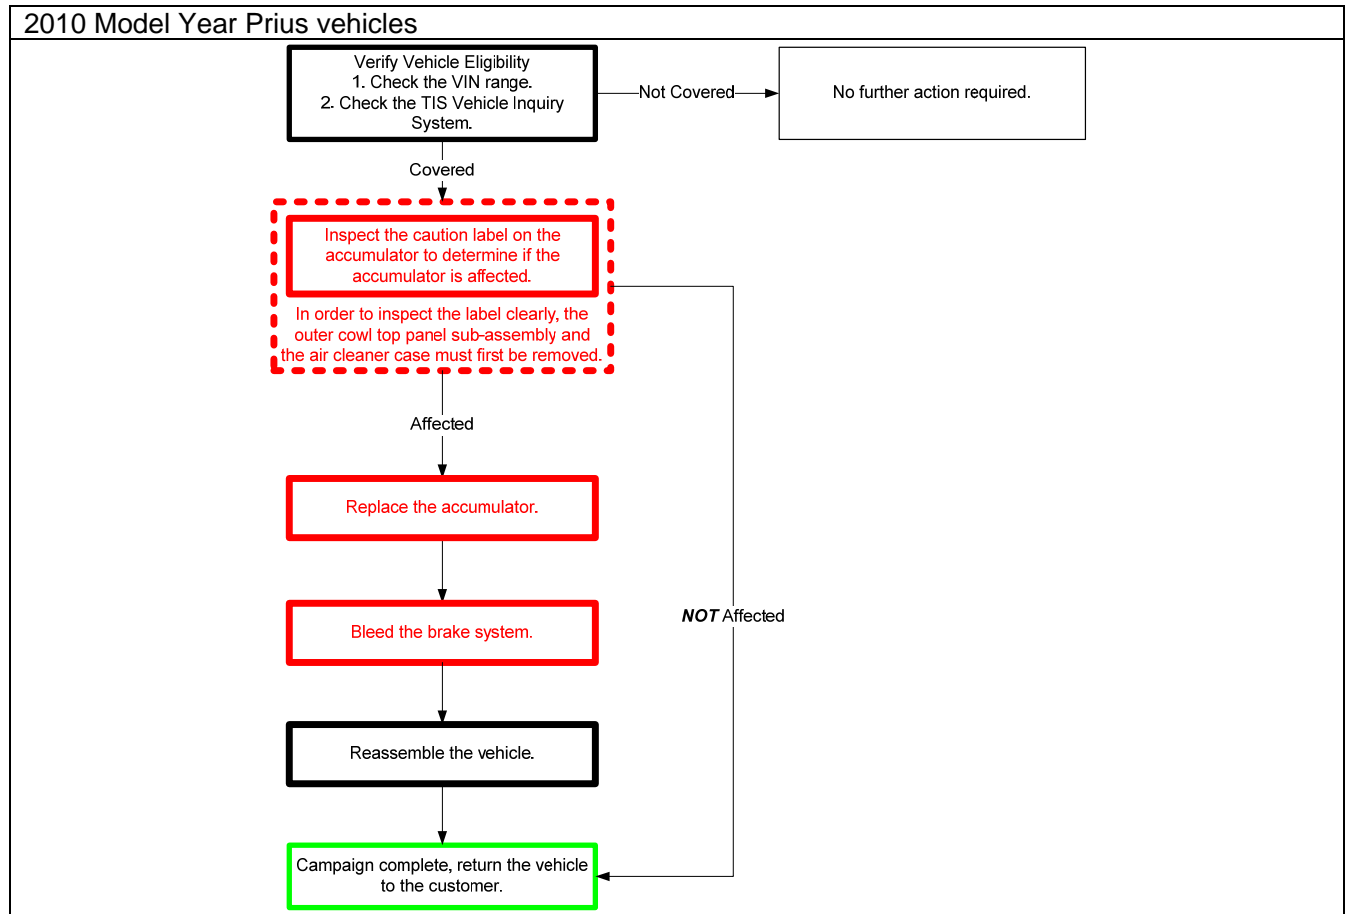 2010 Model Year Prius vehicles
Verify Vehicle Eligibility
1. Check the VIN range.
2. Check the TIS Vehicle Inquiry
System.
Not Covered
No further action required.
Covered
Inspect the caution label on the
accumulator to determine if the
accumulator is affected.
In order to inspect the label clearly, the
outer cowl top panel sub-assembly and
the air cleaner case must first be removed.
Affected
Replace the accumulator.
NOT Affected
Bleed the brake system.
Reassemble the vehicle.
Campaign complete, return the vehicle
to the customer.